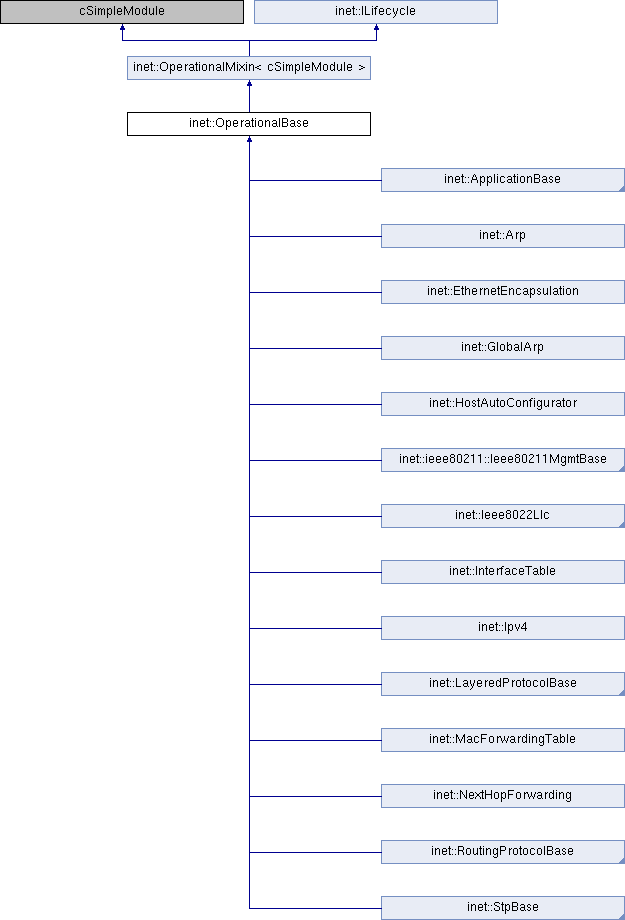 cSimpleModule
inet::ILifecycle
inet::OperationalMixin< cSimpleModule >
inet::OperationalBase
inet::ApplicationBase
inet::Arp
inet::EthernetEncapsulation
inet::GlobalArp
inet::HostAutoConfigurator
inet::ieee80211::Ieee80211MgmtBase
inet::Ieee8022Llc
inet::InterfaceTable
inet::Ipv4
inet::LayeredProtocolBase
inet::MacForwardingTable
inet::NextHopForwarding
inet::RoutingProtocolBase
inet::StpBase